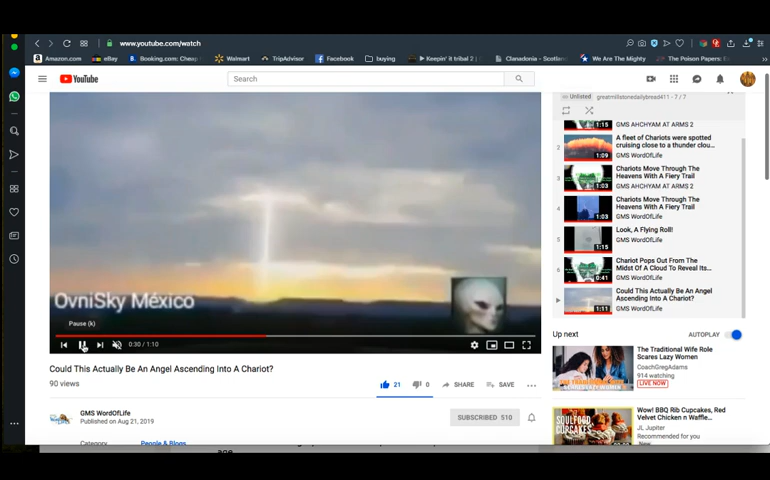 www.youtube.com/watch
Amazon.com
eBay
Booking.com: Cheap
Walmart
TripAdvisor
Facebook
buying
Keepin' it tribal 2
Clanadonia - Scotlan
We Are The Mighty
The Poison Papers: E
YouTube
Search
Unlisted
greatmillstonedailybread411 - 7 / 7
1:15
GMS AHCHYAM AT ARMS 2
2
A fleet of Chariots were spotted
cruising close to a thunder clou...
1:09
GMS WordOfLife
3
Chariots Move Through The
Heavens With A Fiery Trail
1:03
GMS AHCHYAM AT ARMS 2
4
Chariots Move Through The
Heavens With A Fiery Trail
1:03
GMS WordOfLife
5
Look, A Flying Roll!
GMS WordOfLife
1:15
6
Chariot Pops Out From The
Midst Of A Cloud To Reveal Its...
0:41
GMS WordOfLife
Could This Actually Be An Angel
Ascending Into A Chariot?
1:11
GMS WordOfLife
OvniSky México
Pause (k)
0:30 / 1:10
Up next
AUTOPLAY
The Traditional Wife Role
Scares Lazy Women
CoachGregAdams
914 watching
LIVE NOW
Wow! BBQ Rib Cupcakes, Red
Velvet Chicken n Waffle...
JL Jupiter
Recommended for you
New
SOULFOOD
CUPCAKES
Could This Actually Be An Angel Ascending Into A Chariot?
90 views
21
0
SHARE
SAVE
GMS WordOfLife
Published on Aug 21, 2019
SUBSCRIBED 510
Category
People & Blogs
age